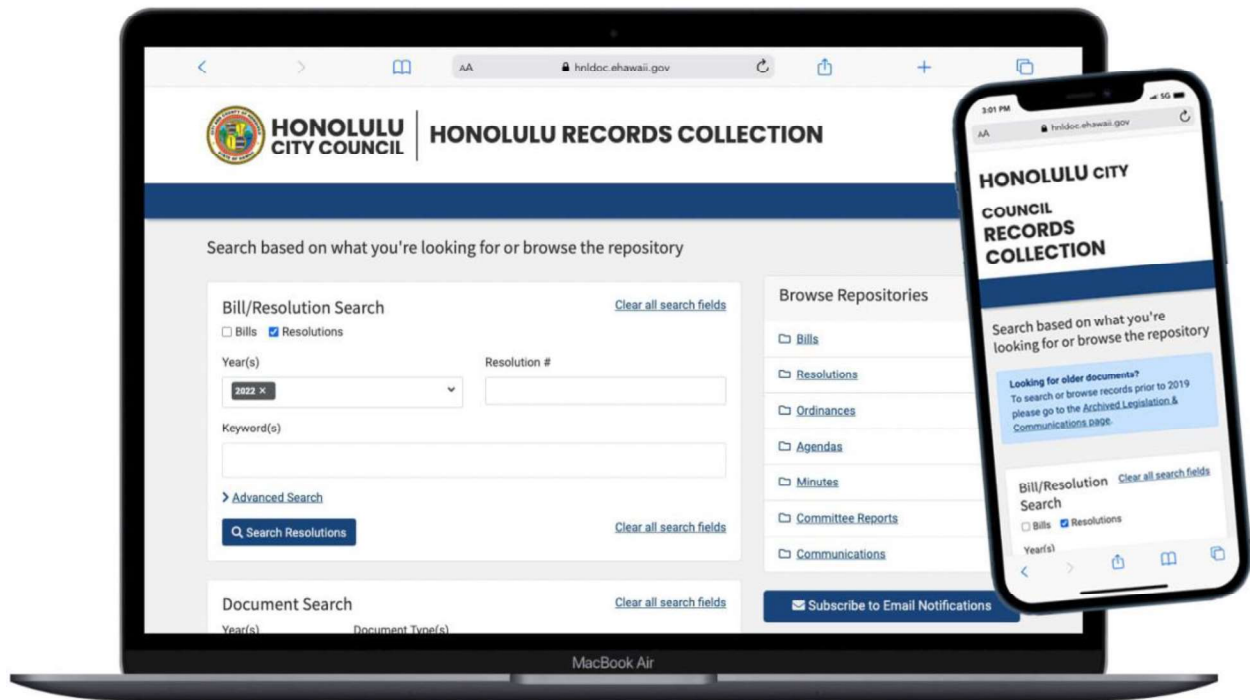 AA
hnldoc.ehawaii.gov
HONOLULU
CITY COUNCIL
HONOLULU RECORDS COLLECTION
Search based on what you're looking for or browse the repository
Bill/Resolution Search
Clear all search fields
Bills Resolutions
Year(s)
Resolution #
2022 ×
Keyword(s)
Advanced Search
Search Resolutions
Clear all search fields
Document Search
Clear all search fields
Year(s)
Document Type(s)
Browse Repositories
Bills
Resolutions
Ordinances
Agendas
Minutes
Committee Reports
Communications
Subscribe to Email Notifications
MacBook Air
3:01 PM
5G
AA
hnldoc.ehawaii.gov
HONOLULU CITY
COUNCIL
RECORDS
COLLECTION
Search based on what you're
looking for or browse the repository
Looking for older documents?
To search or browse records prior to 2019
please go to the Archived Legislation &
Communications page.
Bill/Resolution
Search
Clear all search fields
Bills Resolutions
Year(s)